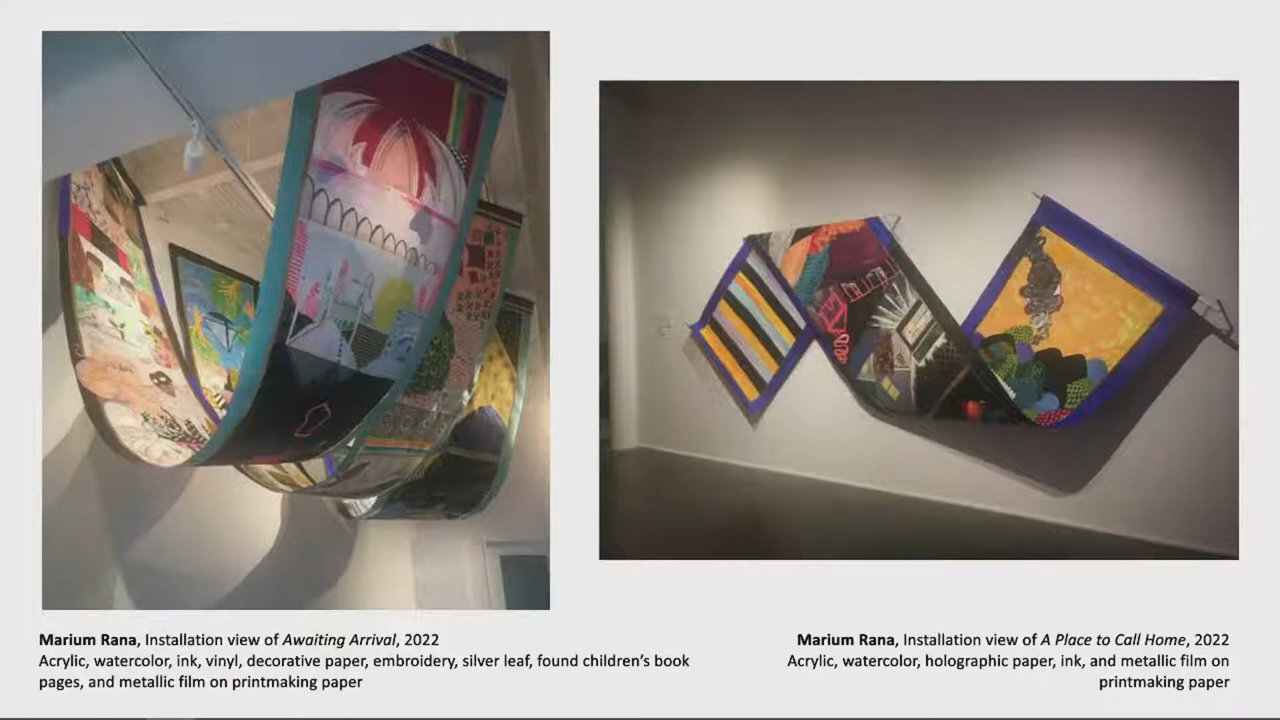 Marium Rana, Installation view of Awaiting Arrival, 2022
Acrylic, watercolor, ink, vinyl, decorative paper, embroidery, silver leaf, found children's book
pages, and metallic film on printmaking paper
Marium Rana, Installation view of A Place to Call Home, 2022
Acrylic, watercolor, holographic paper, ink, and metallic film on
printmaking paper